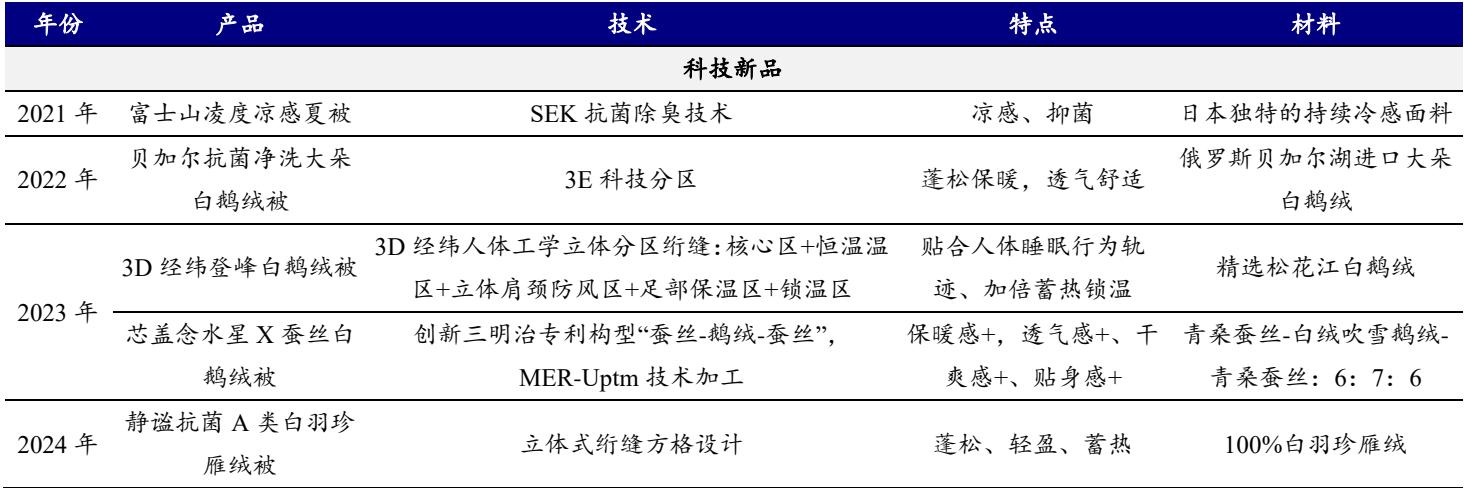 年份 产品 技术 特点 材料
科技新品
2021 年 富士山凌度凉感夏被 SEK 抗菌除臭技术 凉感、抑菌 日本独特的持续冷感面料
2022 年 贝加尔抗菌净洗大朵
白鹅绒被 3E 科技分区 蓬松保暖，透气舒适 俄罗斯贝加尔湖进口大朵
白鹅绒
2023 年 3D 经纬登峰白鹅绒被 3D 经纬人体工学立体分区绗缝：核心区+恒温温
区+立体肩颈防风区+足部保温区+锁温区 贴合人体睡眠行为轨
迹、加倍蓄热锁温 精选松花江白鹅绒
芯盖念水星 X 蚕丝白
鹅绒被 创新三明治专利构型“蚕丝-鹅绒-蚕丝”，
MER-Uptm 技术加工 保暖感+，透气感+、干
爽感+、贴身感+ 青桑蚕丝-白绒吹雪鹅绒-
青桑蚕丝：6：7：6
2024 年 静谧抗菌 A 类白羽珍
雁绒被 立体式绗缝方格设计 蓬松、轻盈、蓄热 100%白羽珍雁绒